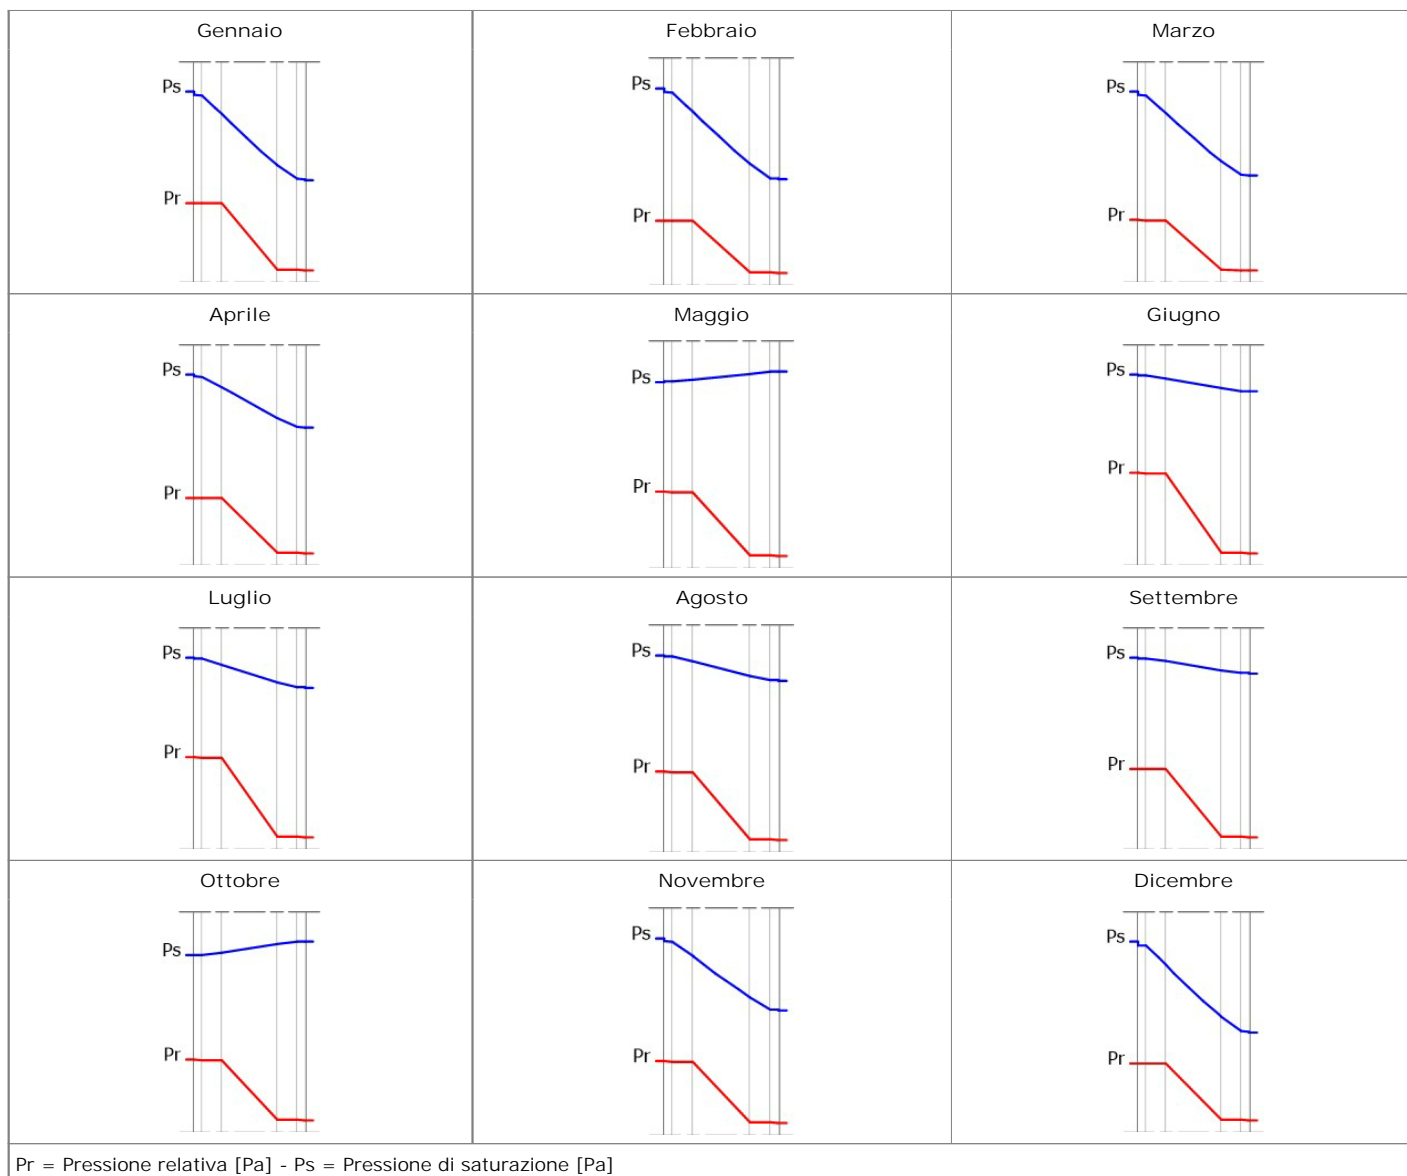 Gennaio
Febbraio
Marzo
Ps
Pr
Ps
Pr
Ps
Pr
Aprile
Maggio
Giugno
Ps
Pr
Ps
Pr
Ps
Pr
Luglio
Agosto
Settembre
Ps
Pr
Ps
Pr
Ps
Pr
Ottobre
Novembre
Dicembre
Ps
Pr
Ps
Pr
Ps
Pr
Pr = Pressione relativa [Pa] - Ps = Pressione di saturazione [Pa]